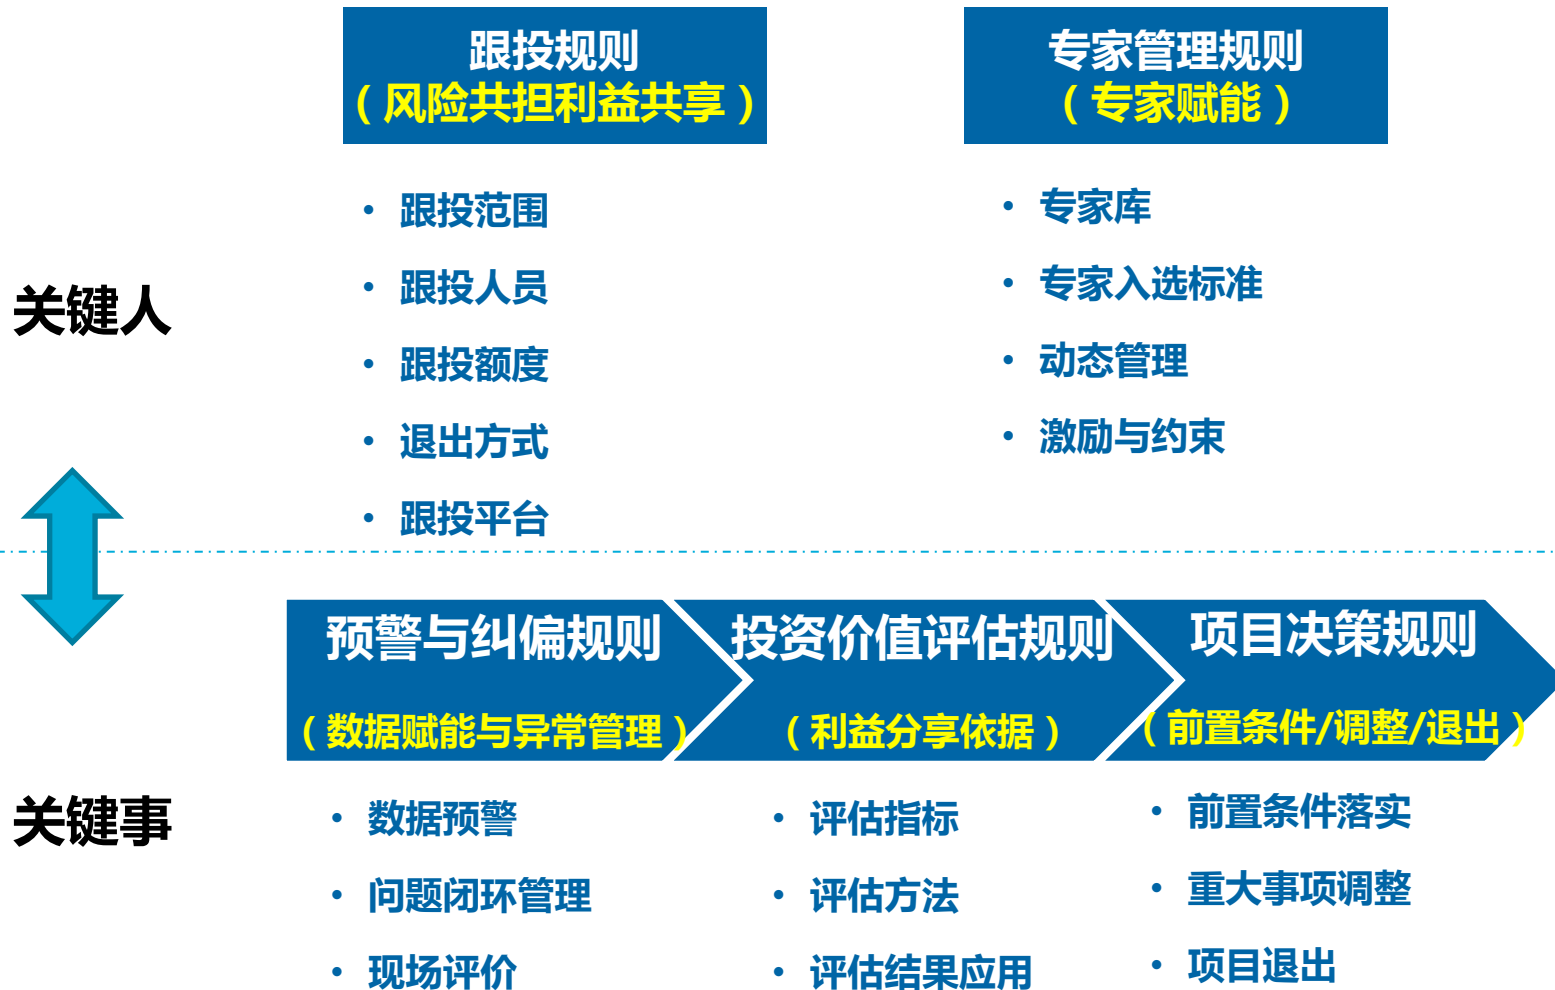 跟投规则
（风险共担利益共享）
专家管理规则
（专家赋能）
关键人
• 跟投范围
• 跟投人员
• 跟投额度
• 退出方式
• 跟投平台
• 专家库
• 专家入选标准
• 动态管理
• 激励与约束
关键事
预警与纠偏规则
（数据赋能与异常管理）
• 数据预警
• 问题闭环管理
• 现场评价
投资价值评估规则
（利益分享依据）
• 评估指标
• 评估方法
• 评估结果应用
项目决策规则
（前置条件/调整/退出）
• 前置条件落实
• 重大事项调整
• 项目退出